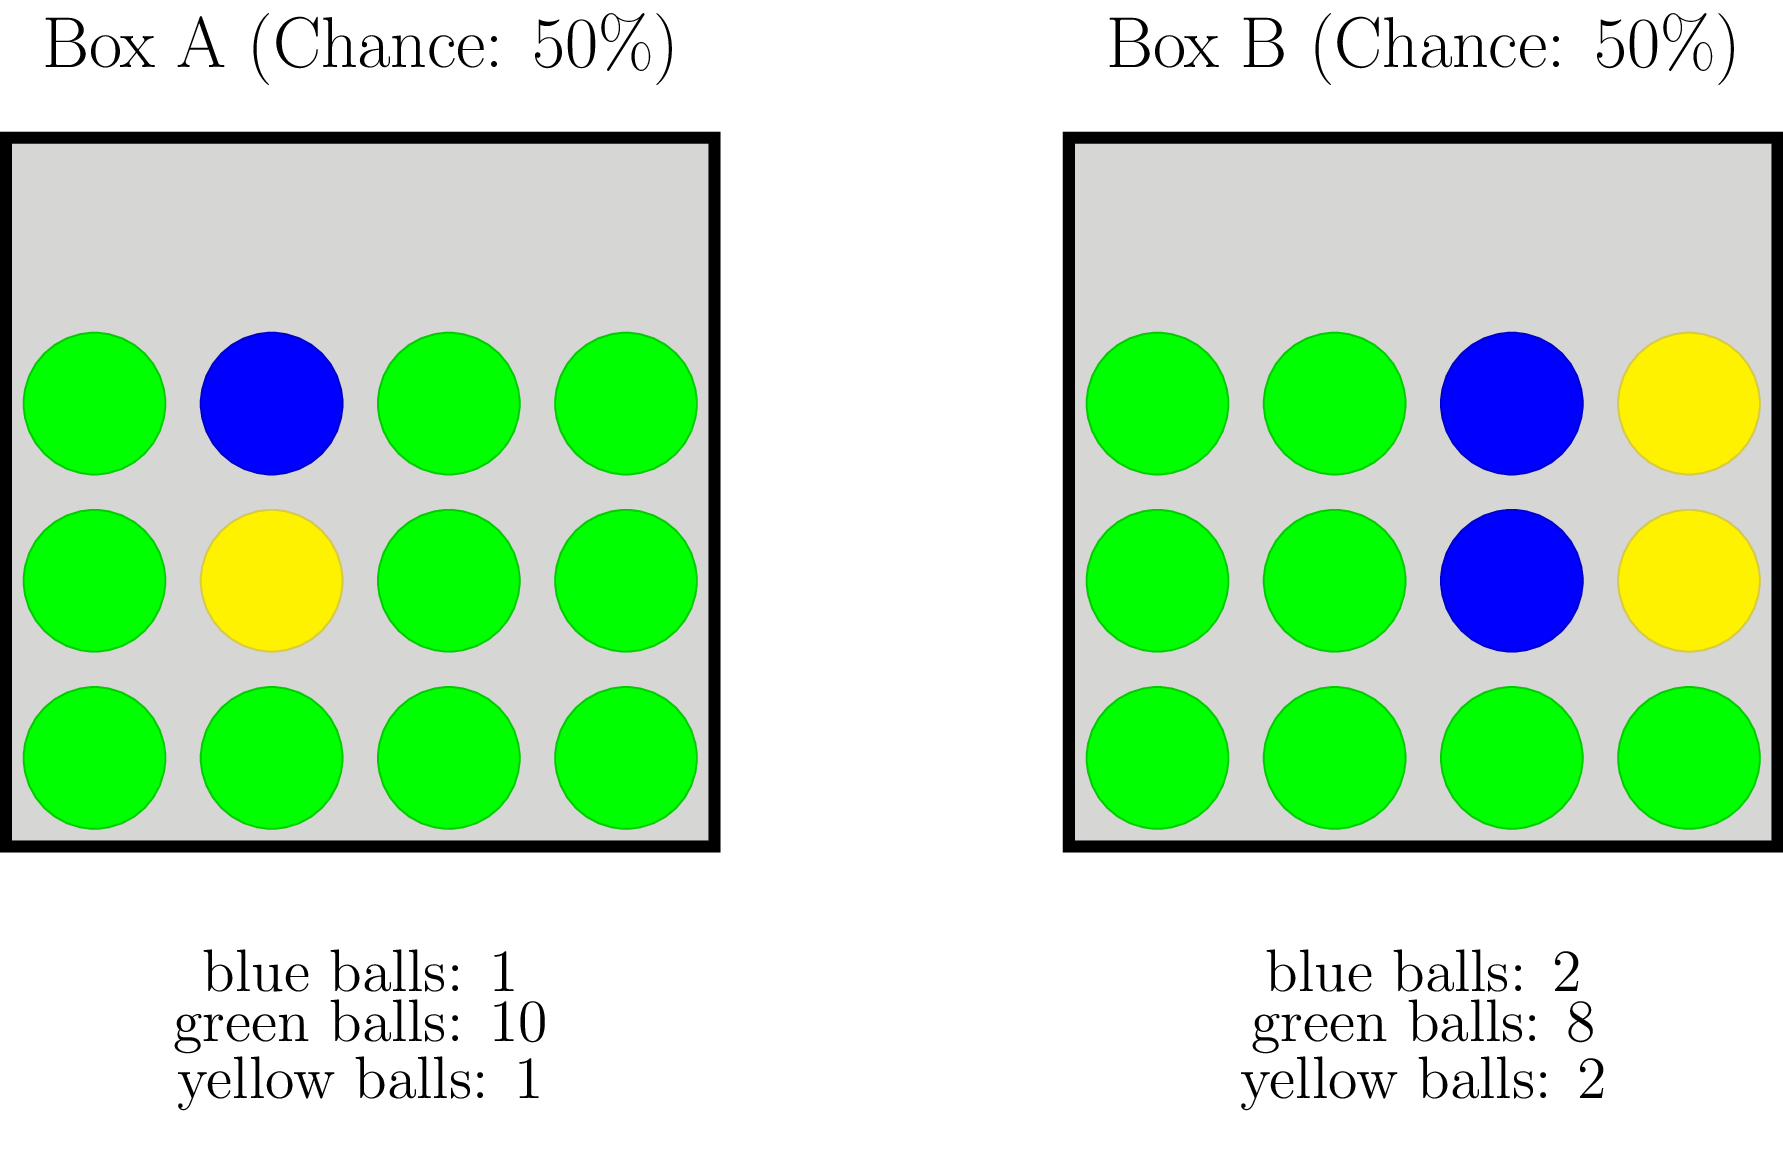 Box A (Chance: 50%)
Box B (Chance: 50%)
blue balls: 1
green balls: 10
yellow balls: 1
blue balls: 2
green balls: 8
yellow balls: 2